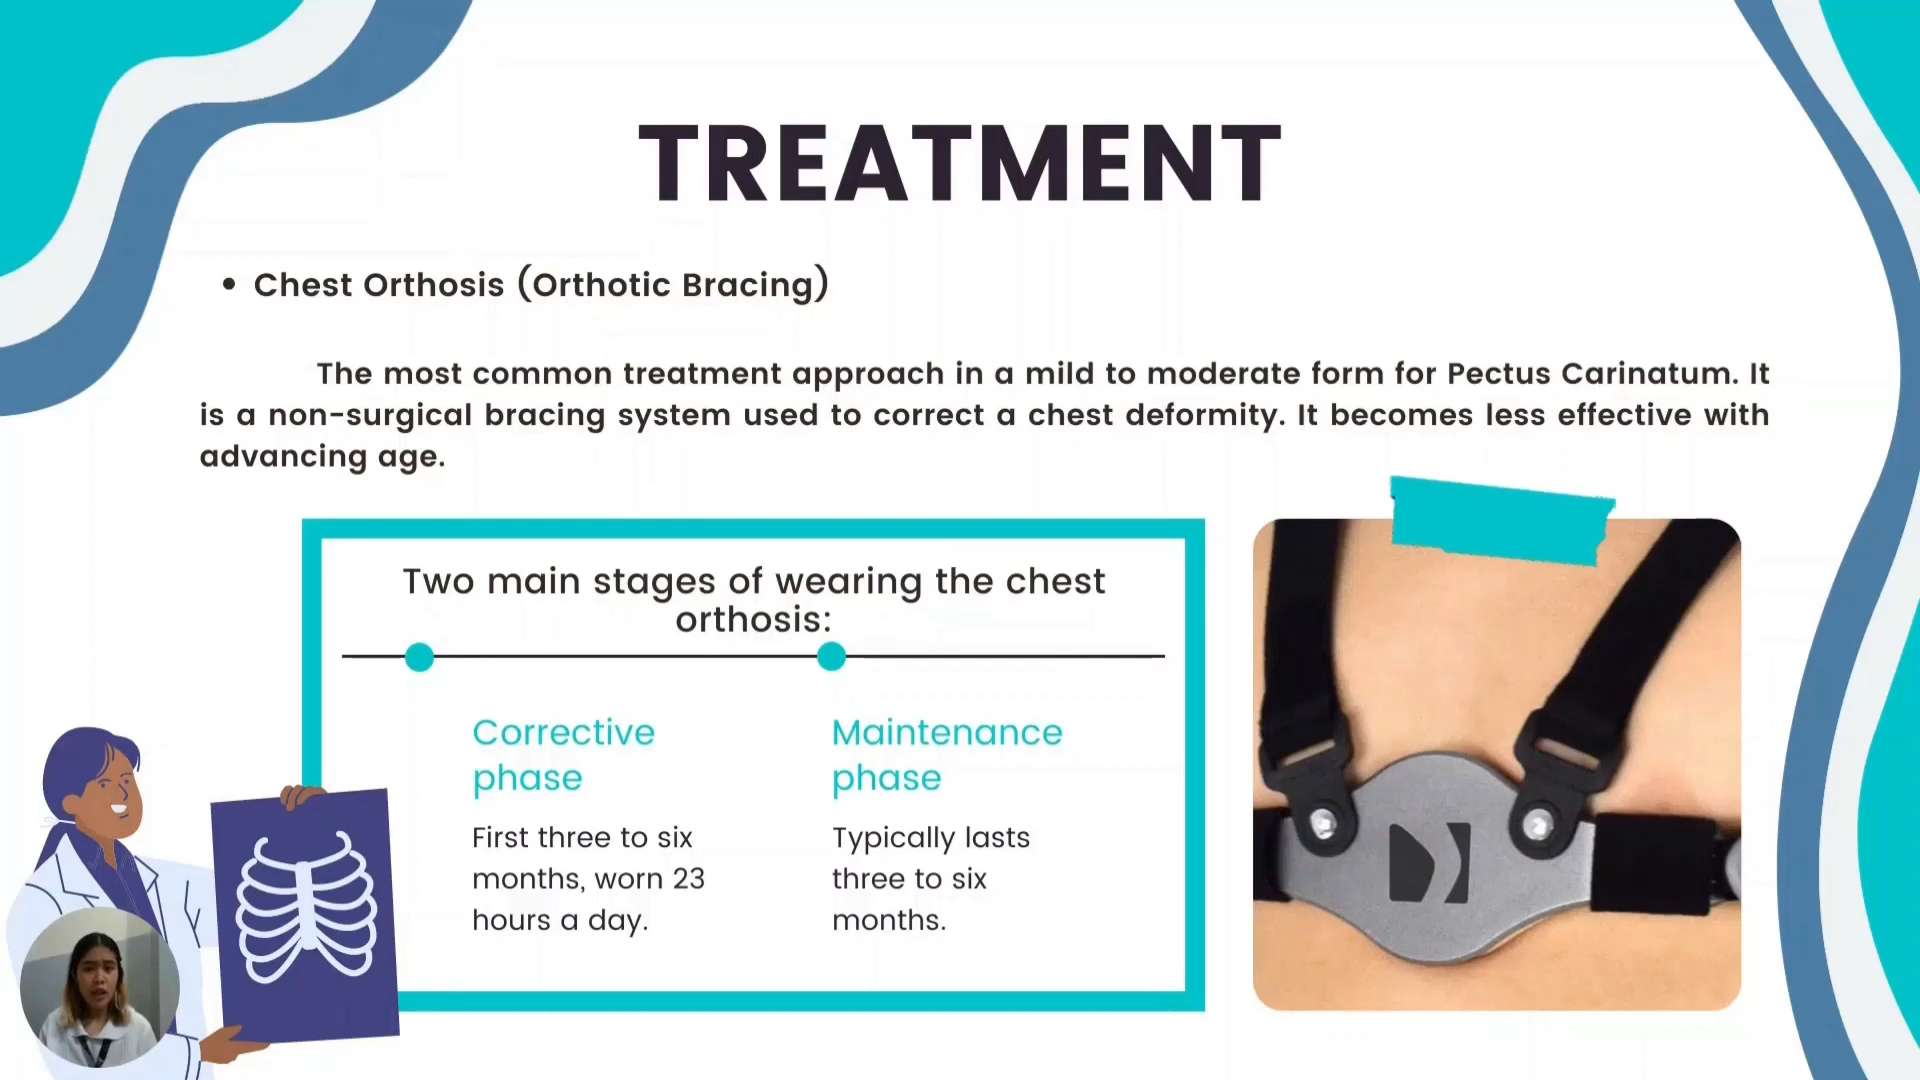 TREATMENT
• Chest Orthosis (Orthotic Bracing)
The most common treatment approach in a mild to moderate form for Pectus Carinatum. It
is a non-surgical bracing system used to correct a chest deformity. It becomes less effective with
advancing age.
Two main stages of wearing the chest
orthosis:
Corrective
phase
First three to six
months, worn 23
hours a day.
Maintenance
phase
Typically lasts
three to six
months.